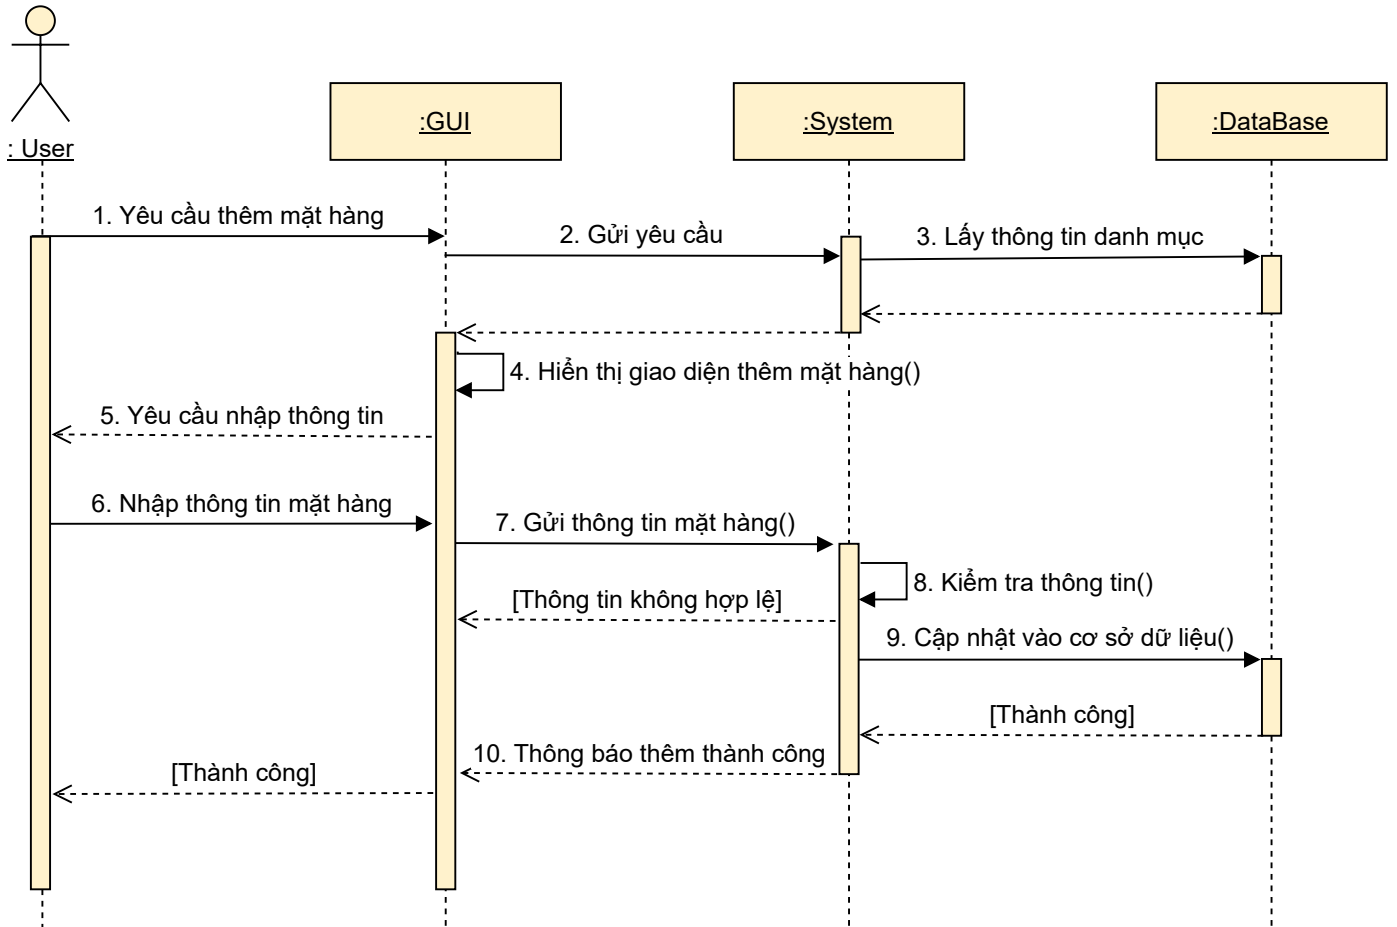 : User
:GUI
:System
:DataBase
1. Yêu cầu thêm mặt hàng
2. Gửi yêu cầu
3. Lấy thông tin danh mục
4. Hiển thị giao diện thêm mặt hàng()
5. Yêu cầu nhập thông tin
6. Nhập thông tin mặt hàng
7. Gửi thông tin mặt hàng()
8. Kiểm tra thông tin()
[Thông tin không hợp lệ]
9. Cập nhật vào cơ sở dữ liệu()
[Thành công]
10. Thông báo thêm thành công
[Thành công]